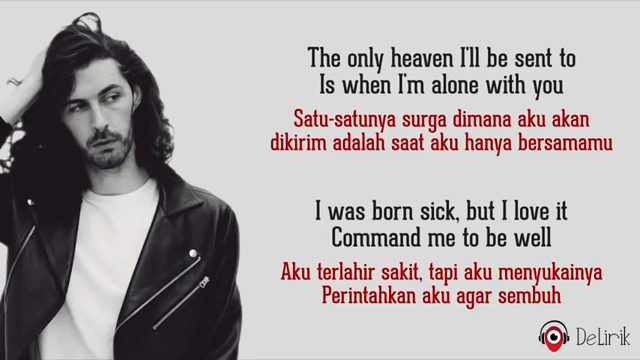 The only heaven I'll be sent to
Is when I'm alone with you
Satu-satunya surga dimana aku akan
dikirim adalah saat aku hanya bersamamu
I was born sick, but I love it
Command me to be well
Aku terlahir sakit, tapi aku menyukainya
Perintahkan aku agar sembuh
DeLirik